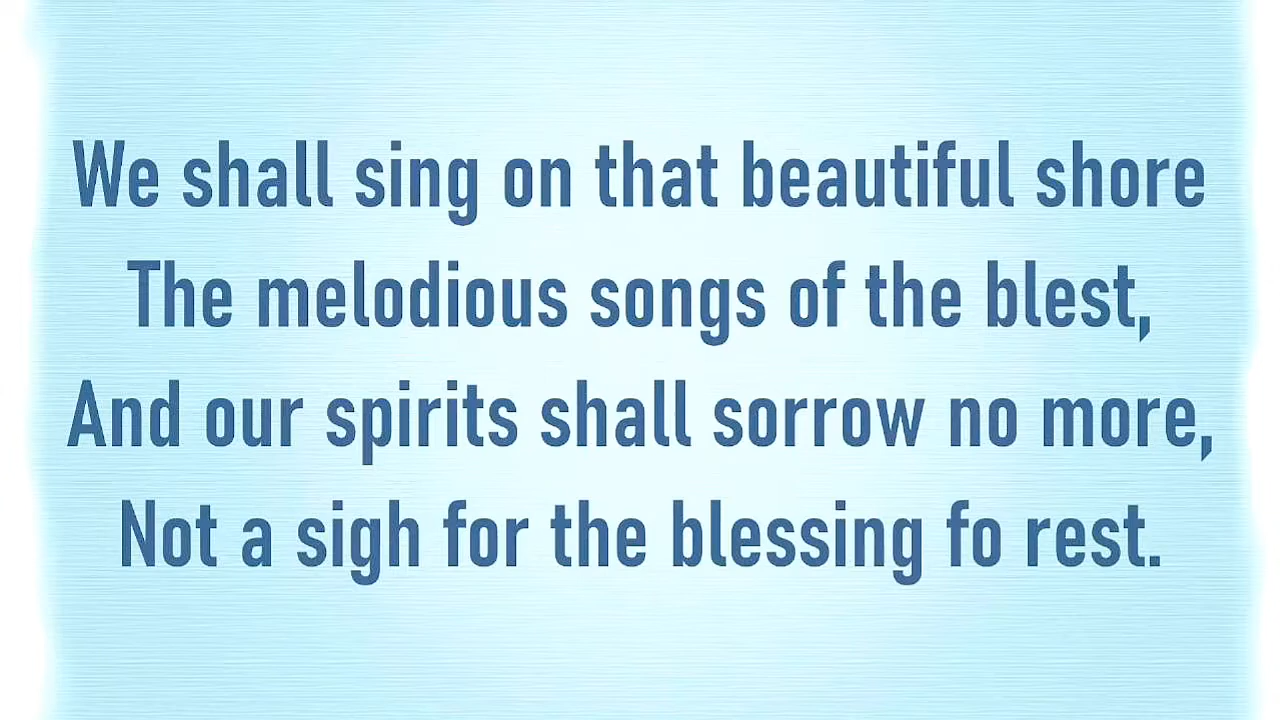 We shall sing on that beautiful shore
The melodious songs of the blest,
And our spirits shall sorrow no more,
Not a sigh for the blessing fo rest.